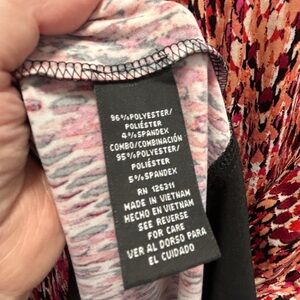 96%POLYESTER/
POLIÉSTER
4%SPANDEX
COMBO/COMBINACIÓN
95%POLYESTER/
POLIÉSTER
5%SPANDEX
RN 126311
MADE IN VIETNAM
HECHO EN VIETNAM
SEE REVERSE
FOR CARE
VER AL DORSO PARA
EL CUIDADO